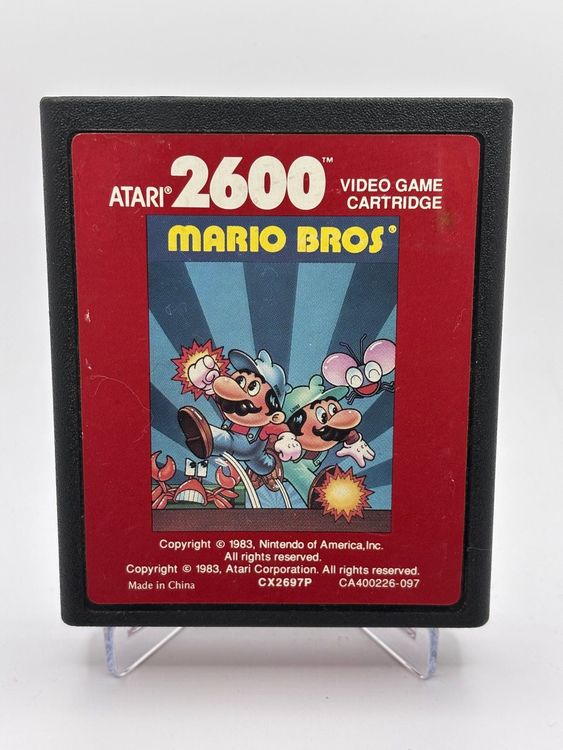 ATARI® 2600™ VIDEO GAME
CARTRIDGE
MARIO BROS®
Copyright © 1983, Nintendo of America,Inc.
All rights reserved.
Copyright © 1983, Atari Corporation. All rights reserved.
Made in China CX2697P CA400226-097